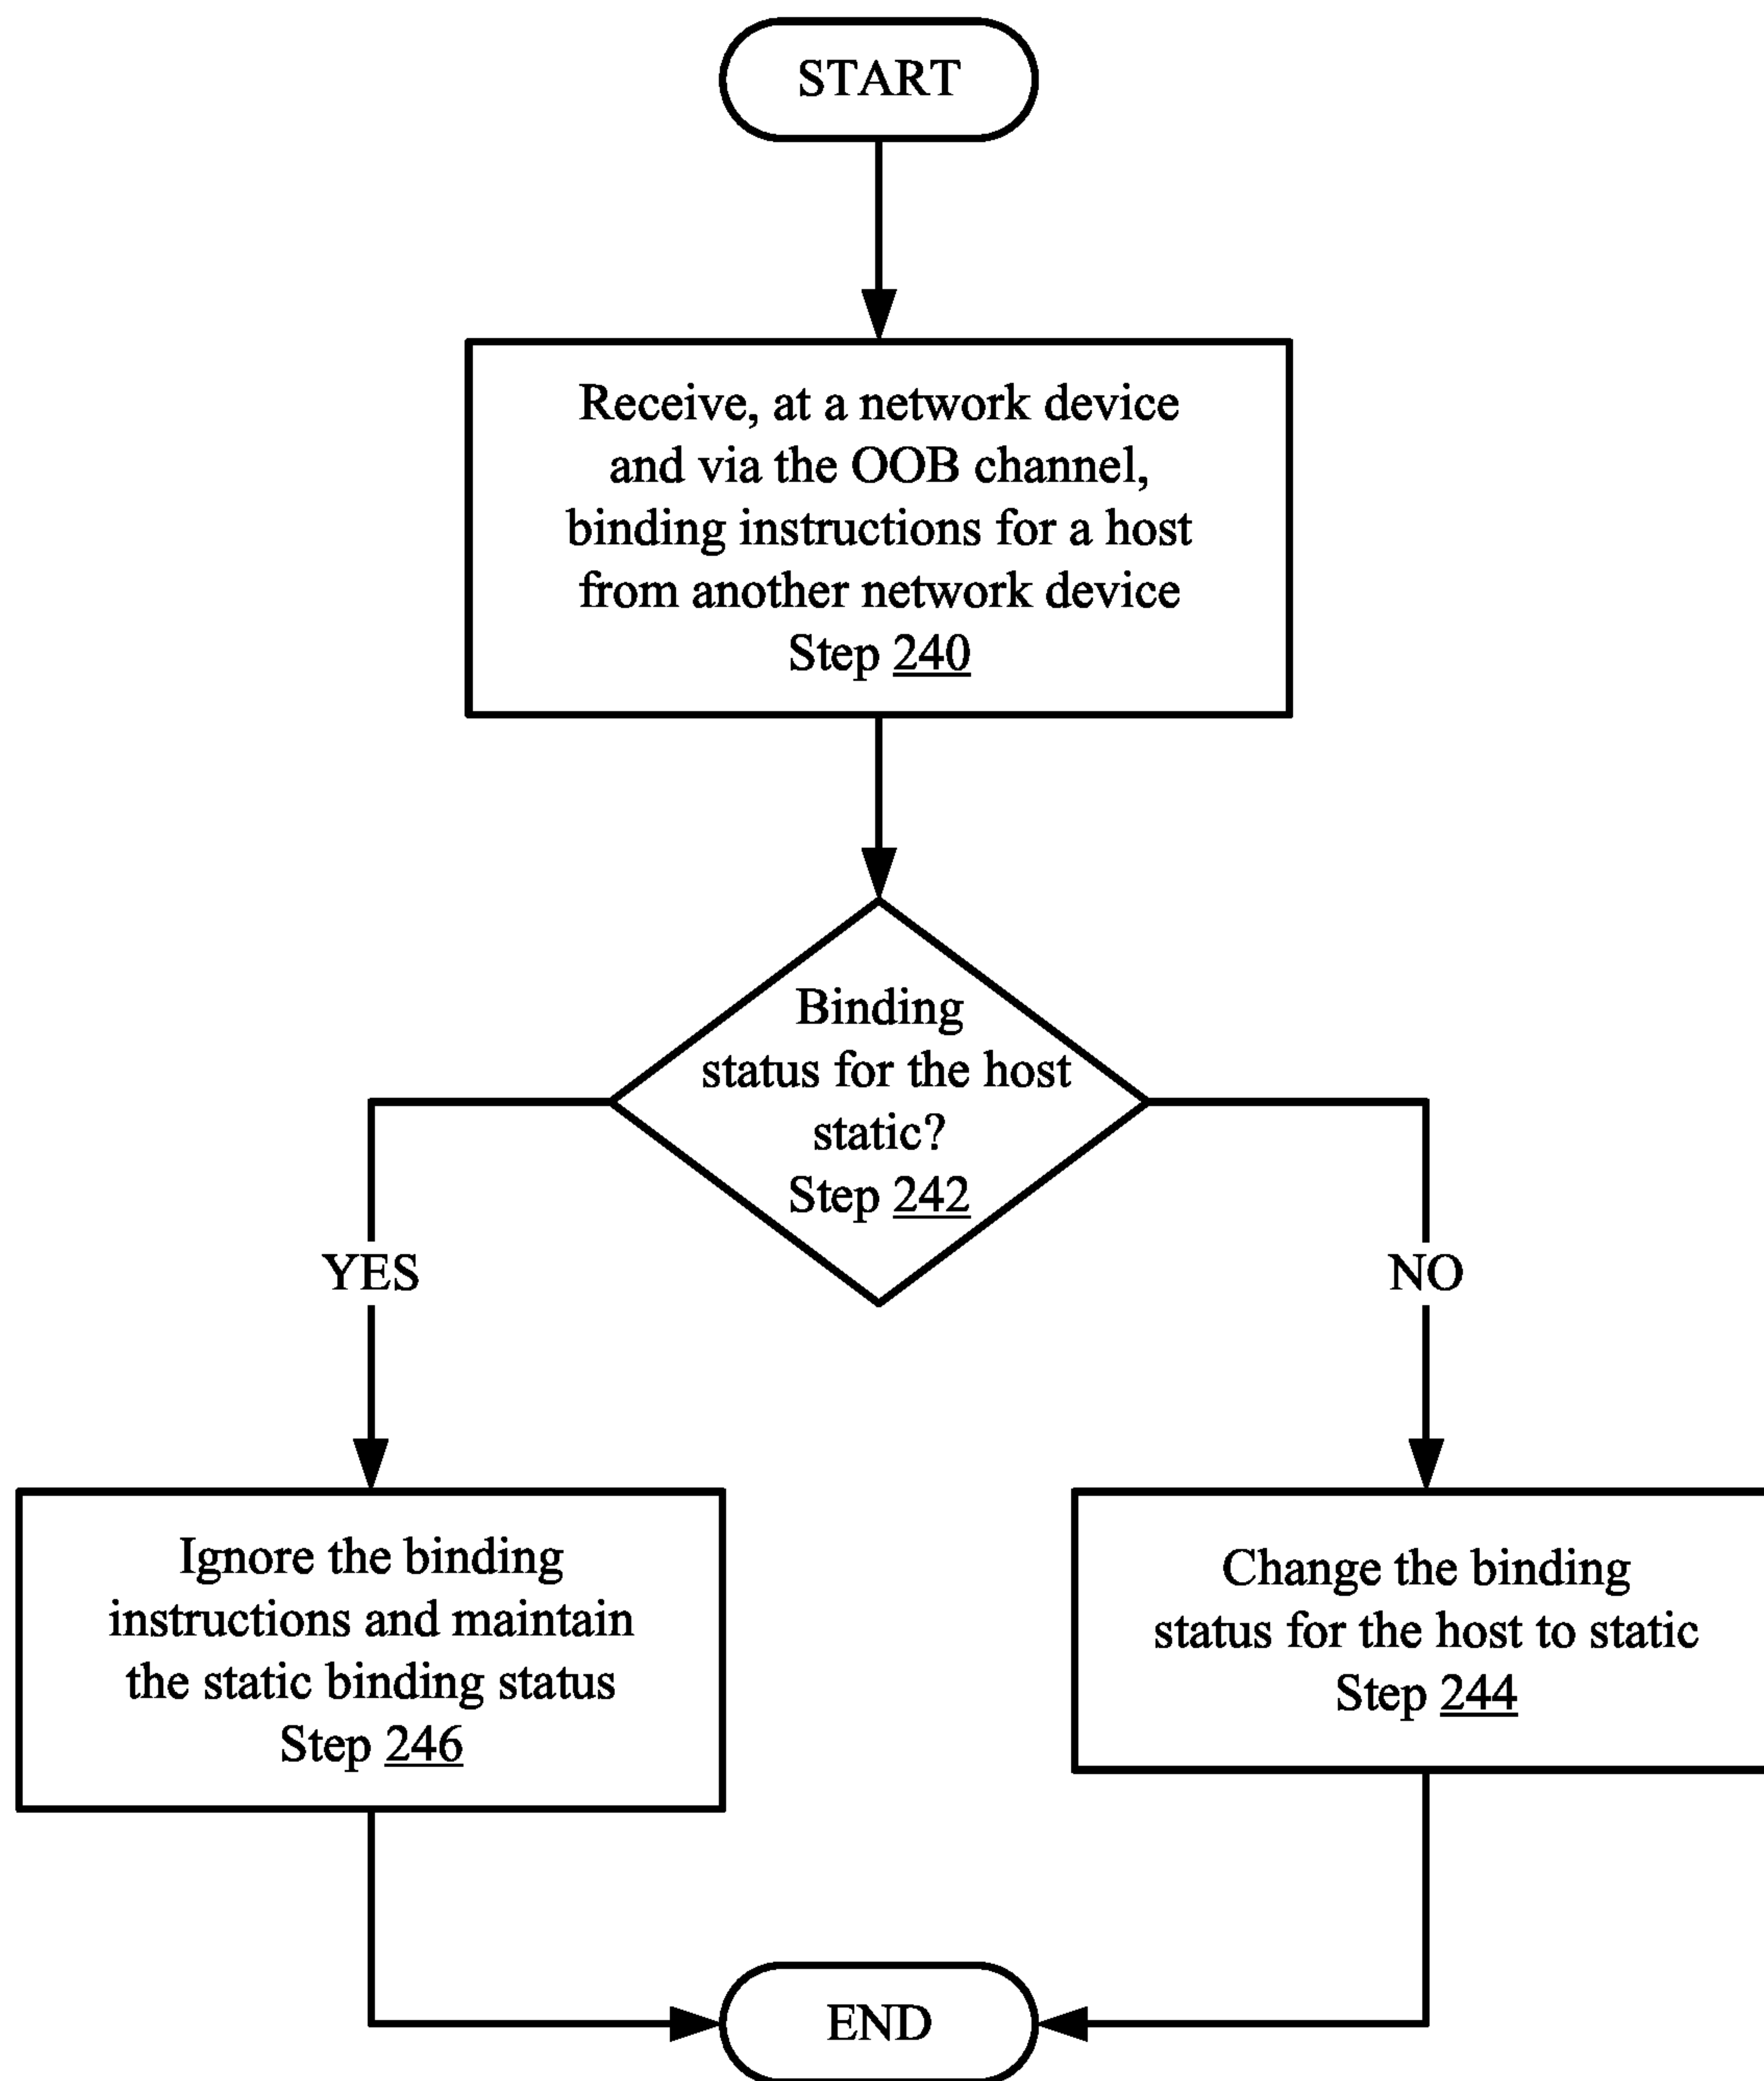 START
Receive, at a network device
and via the OOB channel,
binding instructions for a host
from another network device
Step 240
Binding
status for the host
static?
Step 242
YES
NO
Ignore the binding
instructions and maintain
the static binding status
Step 246
Change the binding
status for the host to static
Step 244
END